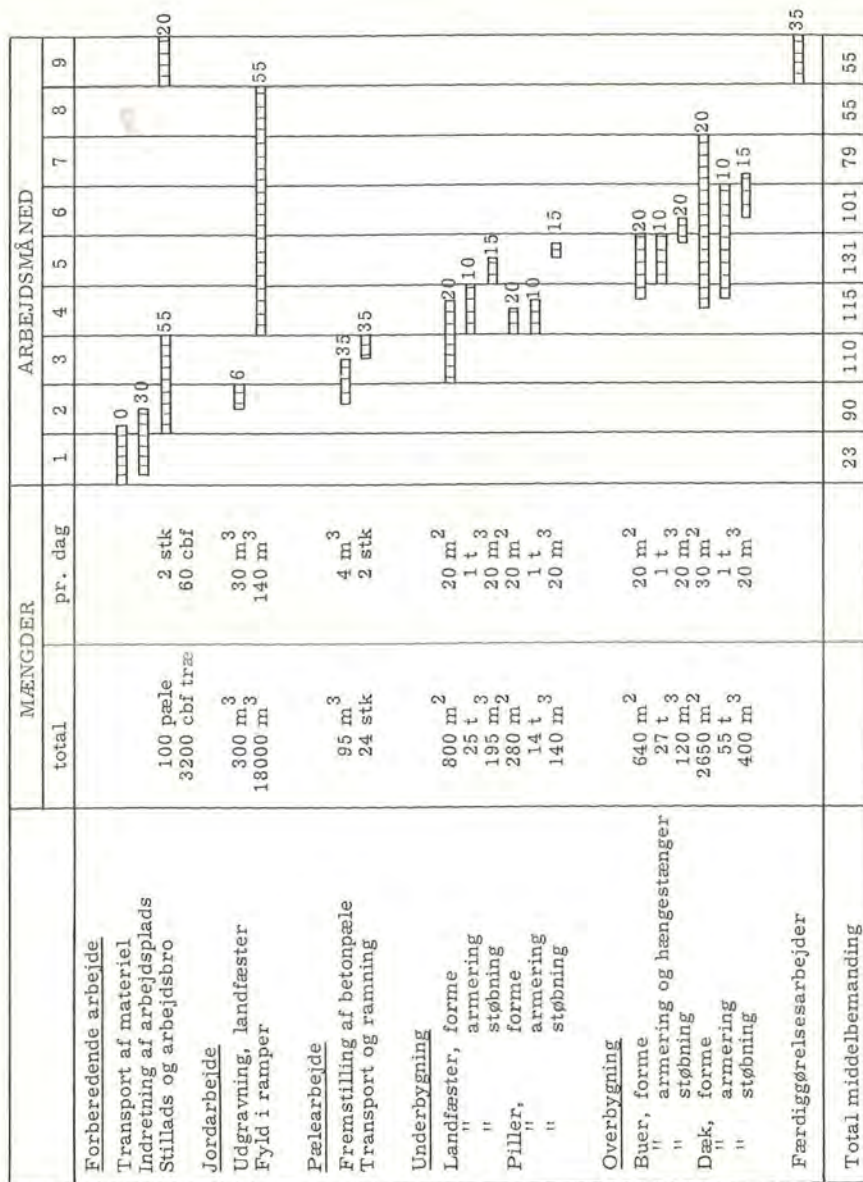 MÆNGDER ARBEJDSMÅNED
total pr. dag 1 2 3 4 5 6 7 8 9
Forberedende arbejde
Transport af materiel 0
Indretning af arbejdsplads 30
Stillads og arbejdsbro 100 pæle 2 stk 55 20
3200 cbf træ 60 cbf
Jordarbejde
Udgravning, landfæster 300 m³ 30 m³ 6
Fyld i ramper 18000 m³ 140 m³ 55
Pælearbejde
Fremstilling af betonpæle 95 m³ 4 m³ 35
Transport og ramning 24 stk 2 stk 35
Underbygning
Landfæster, forme 800 m² 20 m² 20
" armering 25 t 1 t 10
" støbning 195 m³ 20 m³ 15
Piller, forme 280 m² 20 m² 20
" armering 14 t 1 t 10
" støbning 140 m³ 20 m³ 15
Overbygning
Buer, forme 640 m² 20 m² 20
" armering og hængestænger 27 t 1 t 10
" støbning 120 m³ 20 m³ 20
Dæk, forme 2650 m² 30 m² 20
" armering 55 t 1 t 10
" støbning 400 m³ 20 m³ 15
Færdiggørelsesarbejder 35
Total middelbemanding 23 90 110 115 131 101 79 55 55